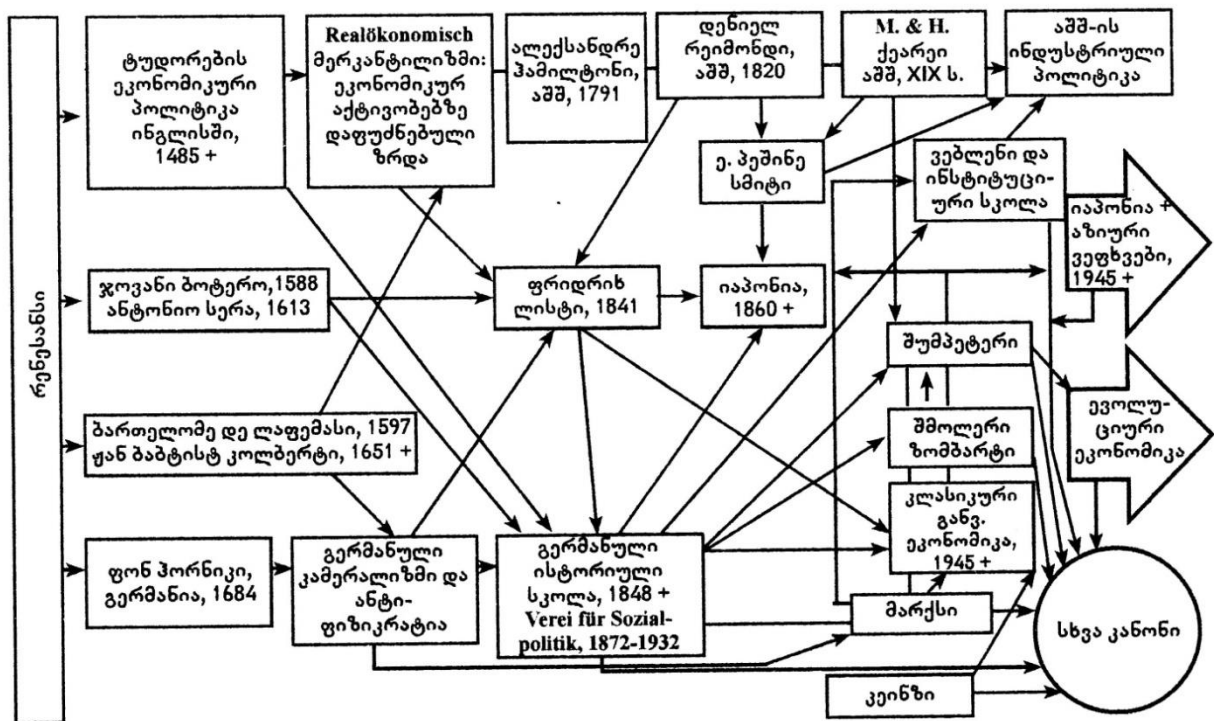 რენესანსი
ტუდორების
ეკონომიკური
პოლიტიკა
ინგლისში,
1485 +
Realökonomisch
მერკანტილიზმი:
ეკონომიკურ
აქტივობებზე
დაფუძნებული
ზრდა
ალექსანდრე
ჰამილტონი,
აშშ, 1791
დენიელ
რეიმონდი,
აშშ, 1820
M. & H.
ქეარეი
აშშ, XIX ს.
აშშ-ის
ინდუსტრიული
პოლიტიკა
ე. პეშინე
სმიტი
ვებლენი და
ინსტიტუცი-
ური სკოლა
იაპონია +
აზიური
ვეფხვები,
1945 +
ჯოვანი ბოტერო,1588
ანტონიო სერა, 1613
ფრიდრიხ
ლისტი, 1841
იაპონია,
1860 +
შუმპეტერი
ბართელომე დე ლაფემასი, 1597
ჟან ბაბტისტ კოლბერტი, 1651 +
შმოლერი
ზომბარტი
ევოლუ-
ციური
ეკონომიკა
კლასიკური
განვ.
ეკონომიკა,
1945 +
ფონ ჰორნიკი,
გერმანია, 1684
გერმანული
კამერალიზმი და
ანტი-
ფიზიკრატია
გერმანული
ისტორიული
სკოლა, 1848 +
Verei für Sozial-
politik, 1872-1932
მარქსი
სხვა კანონი
კეინზი